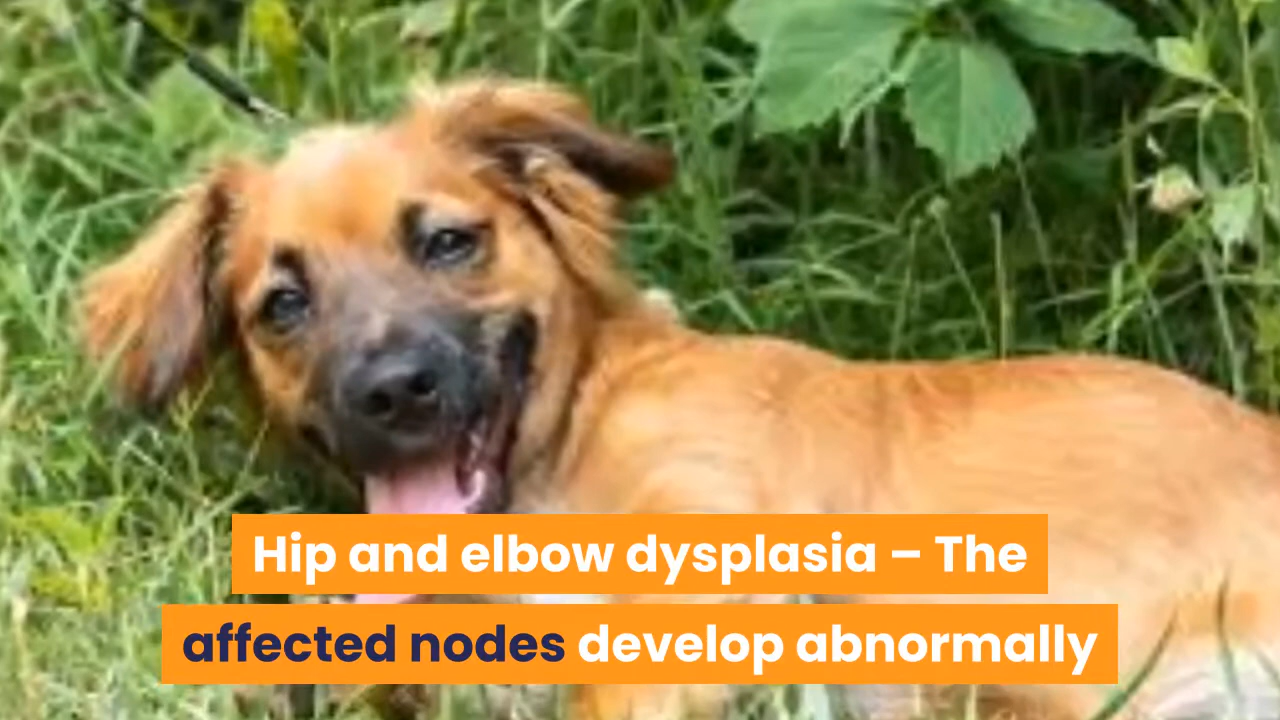 Hip and elbow dysplasia – The
affected nodes develop abnormally